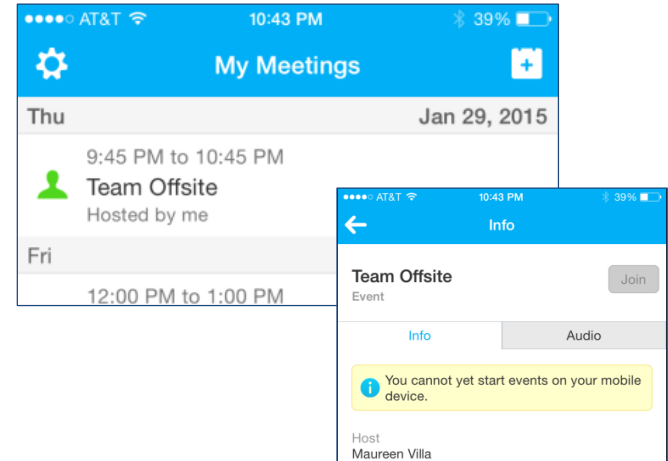 AT&T 10:43 PM 39%
My Meetings
Thu Jan 29, 2015
9:45 PM to 10:45 PM
Team Offsite
Hosted by me
Fri
12:00 PM to 1:00 PM
AT&T 10:43 PM 39%
Info
Team Offsite
Join
Event
Info Audio
You cannot yet start events on your mobile
device.
Host
Maureen Villa